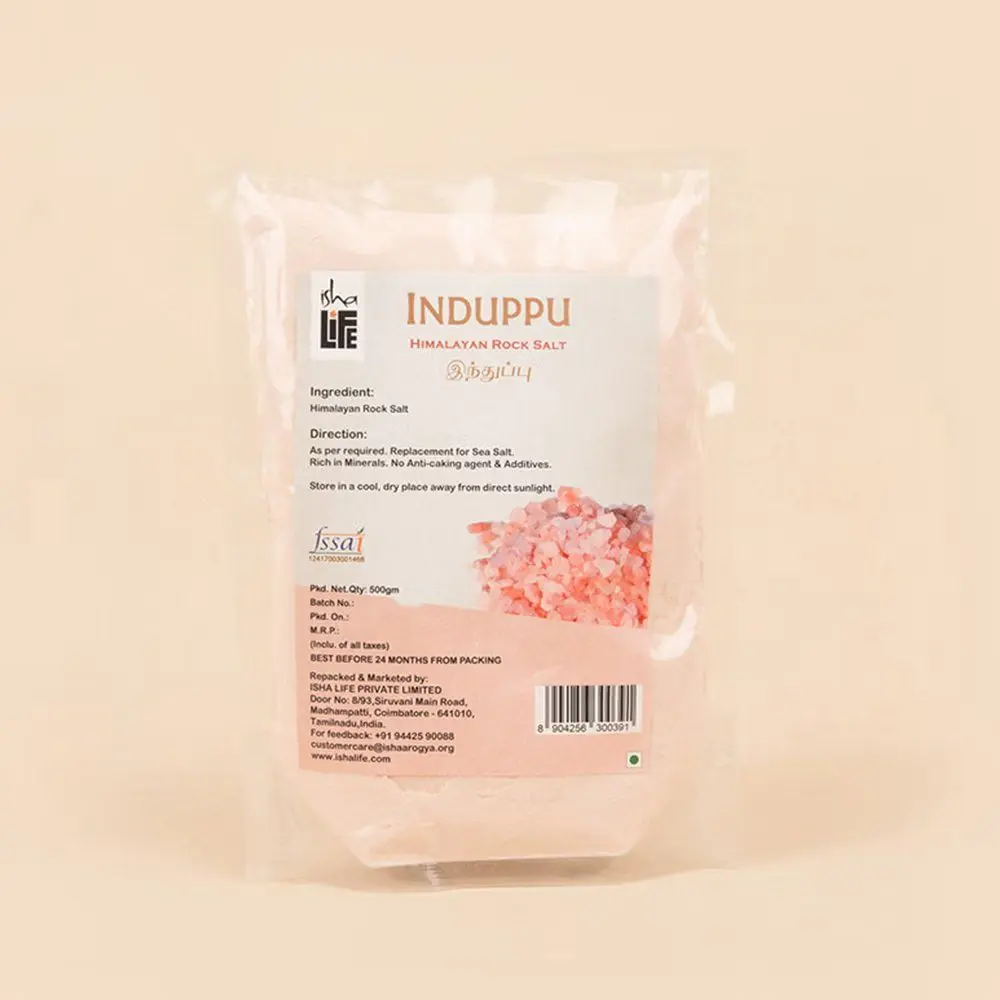 isha
LIFE
INDUPPU
HIMALAYAN ROCK SALT
இந்துப்பு
Ingredient:
Himalayan Rock Salt
Direction:
As per required. Replacement for Sea Salt.
Rich in Minerals. No Anti-caking agent & Additives.
Store in a cool, dry place away from direct sunlight.
fssai
12417003001468
Pkd. Net.Qty: 500gm
Batch No.:
Pkd. On.:
M.R.P.:
(Inclu. of all taxes)
BEST BEFORE 24 MONTHS FROM PACKING
Repacked & Marketed by:
ISHA LIFE PRIVATE LIMITED
Door No: 8/93,Siruvani Main Road,
Madhampatti, Coimbatore - 641010,
Tamilnadu,India.
For feedback: +91 94425 90088
customercare@ishaarogya.org
www.ishalife.com
8 904256 300391